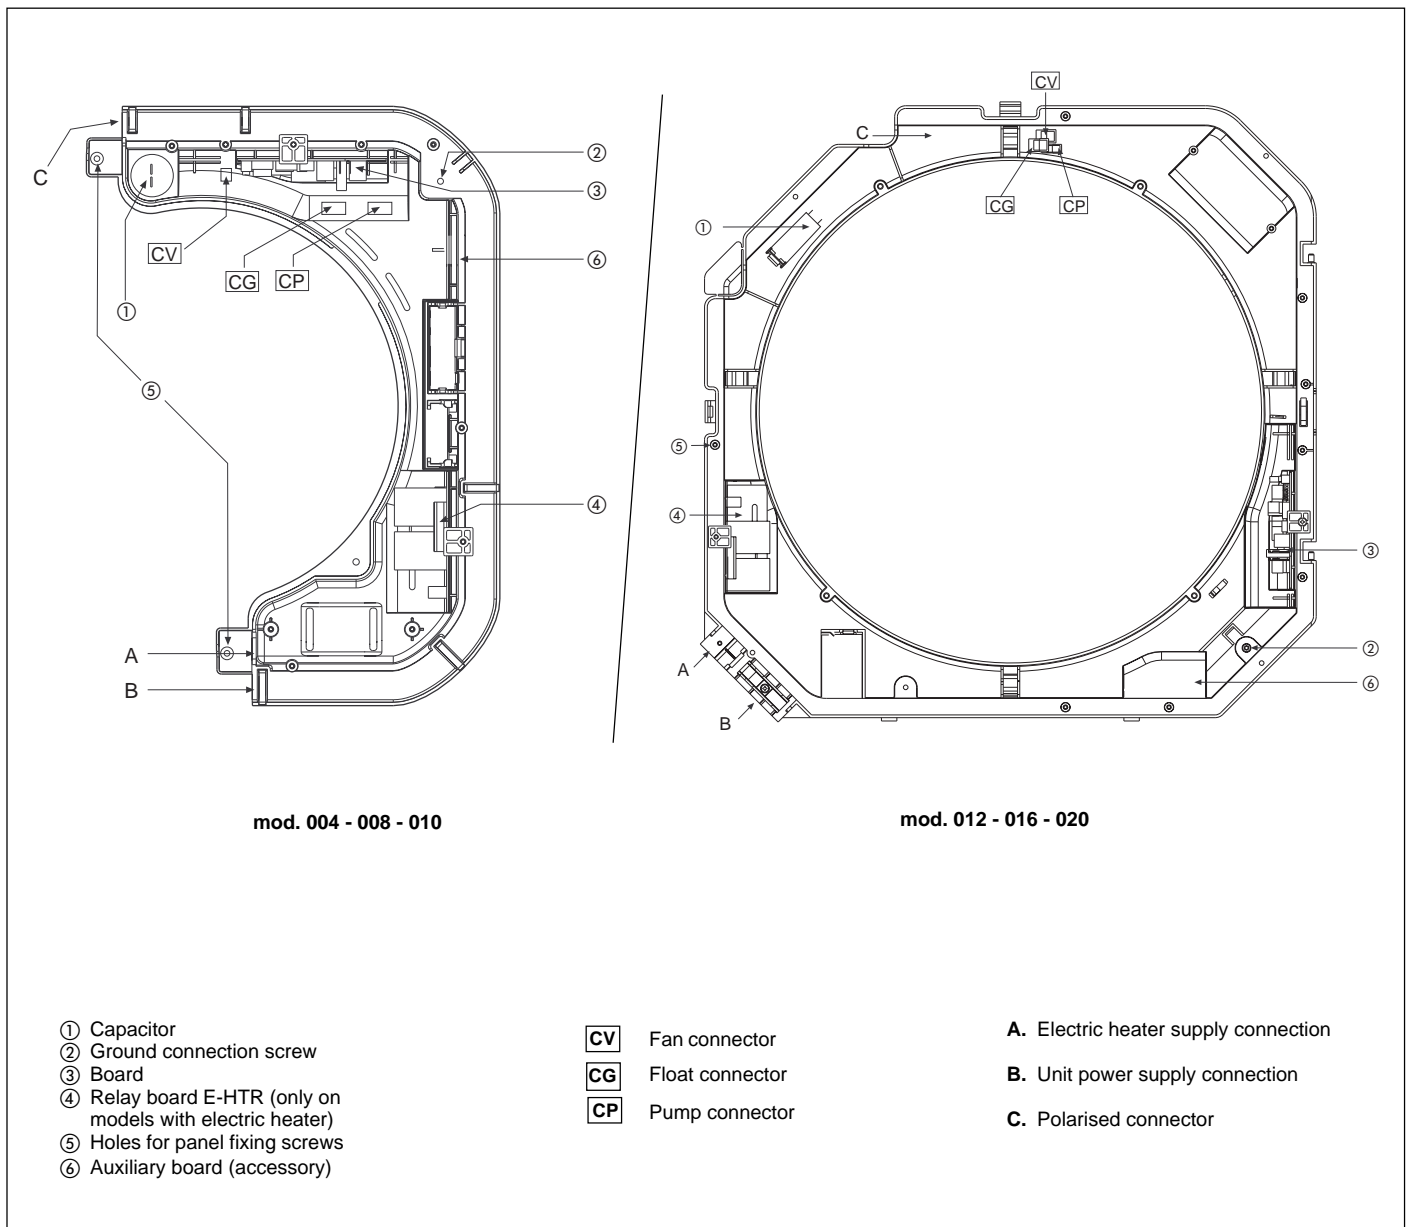 C
②
③
CV
CG
CP
⑥
①
⑤
④
A
B
mod. 004 - 008 - 010
CV
C
CG
CP
①
⑤
④
③
②
A
⑥
B
mod. 012 - 016 - 020
① Capacitor
② Ground connection screw
③ Board
④ Relay board E-HTR (only on
models with electric heater)
⑤ Holes for panel fixing screws
⑥ Auxiliary board (accessory)
CV Fan connector
CG Float connector
CP Pump connector
A. Electric heater supply connection
B. Unit power supply connection
C. Polarised connector